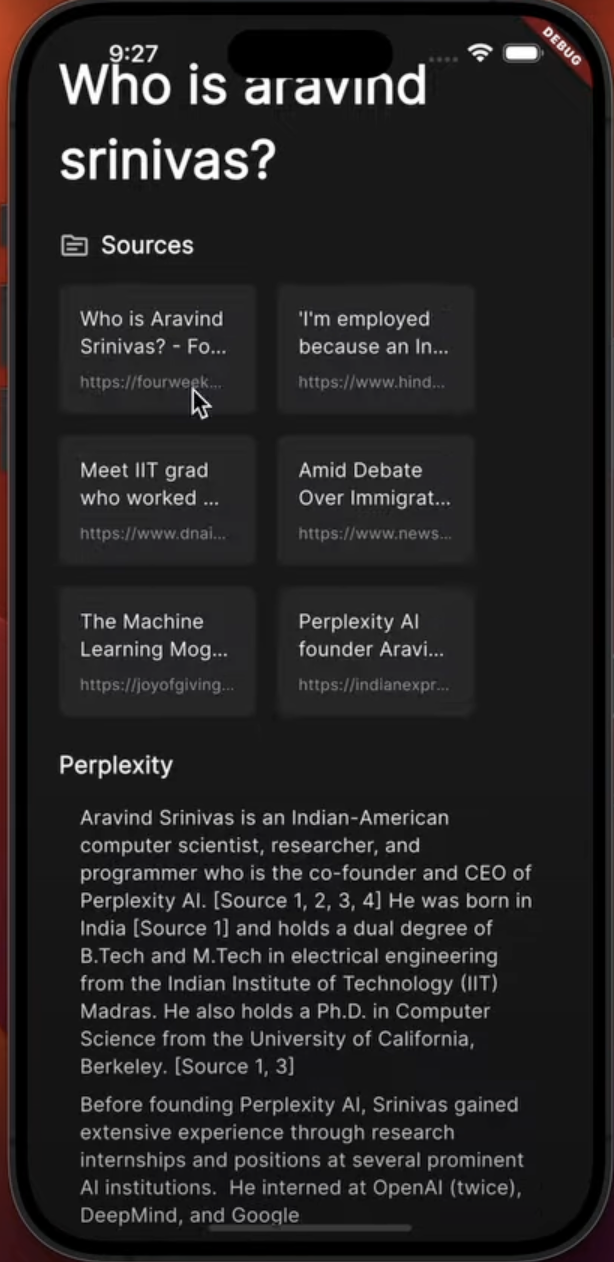 9:27
DEBUG
Who is aravind
srinivas?
Sources
Who is Aravind
Srinivas? - Fo...
https://fourweek...
'I'm employed
because an In...
https://www.hind...
Meet IIT grad
who worked ...
https://www.dnai...
Amid Debate
Over Immigrat...
https://www.news...
The Machine
Learning Mog...
https://joyofgiving...
Perplexity AI
founder Aravi...
https://indianexpr...
Perplexity
Aravind Srinivas is an Indian-American
computer scientist, researcher, and
programmer who is the co-founder and CEO of
Perplexity AI. [Source 1, 2, 3, 4] He was born in
India [Source 1] and holds a dual degree of
B.Tech and M.Tech in electrical engineering
from the Indian Institute of Technology (IIT)
Madras. He also holds a Ph.D. in Computer
Science from the University of California,
Berkeley. [Source 1, 3]
Before founding Perplexity AI, Srinivas gained
extensive experience through research
internships and positions at several prominent
AI institutions.  He interned at OpenAI (twice),
DeepMind, and Google